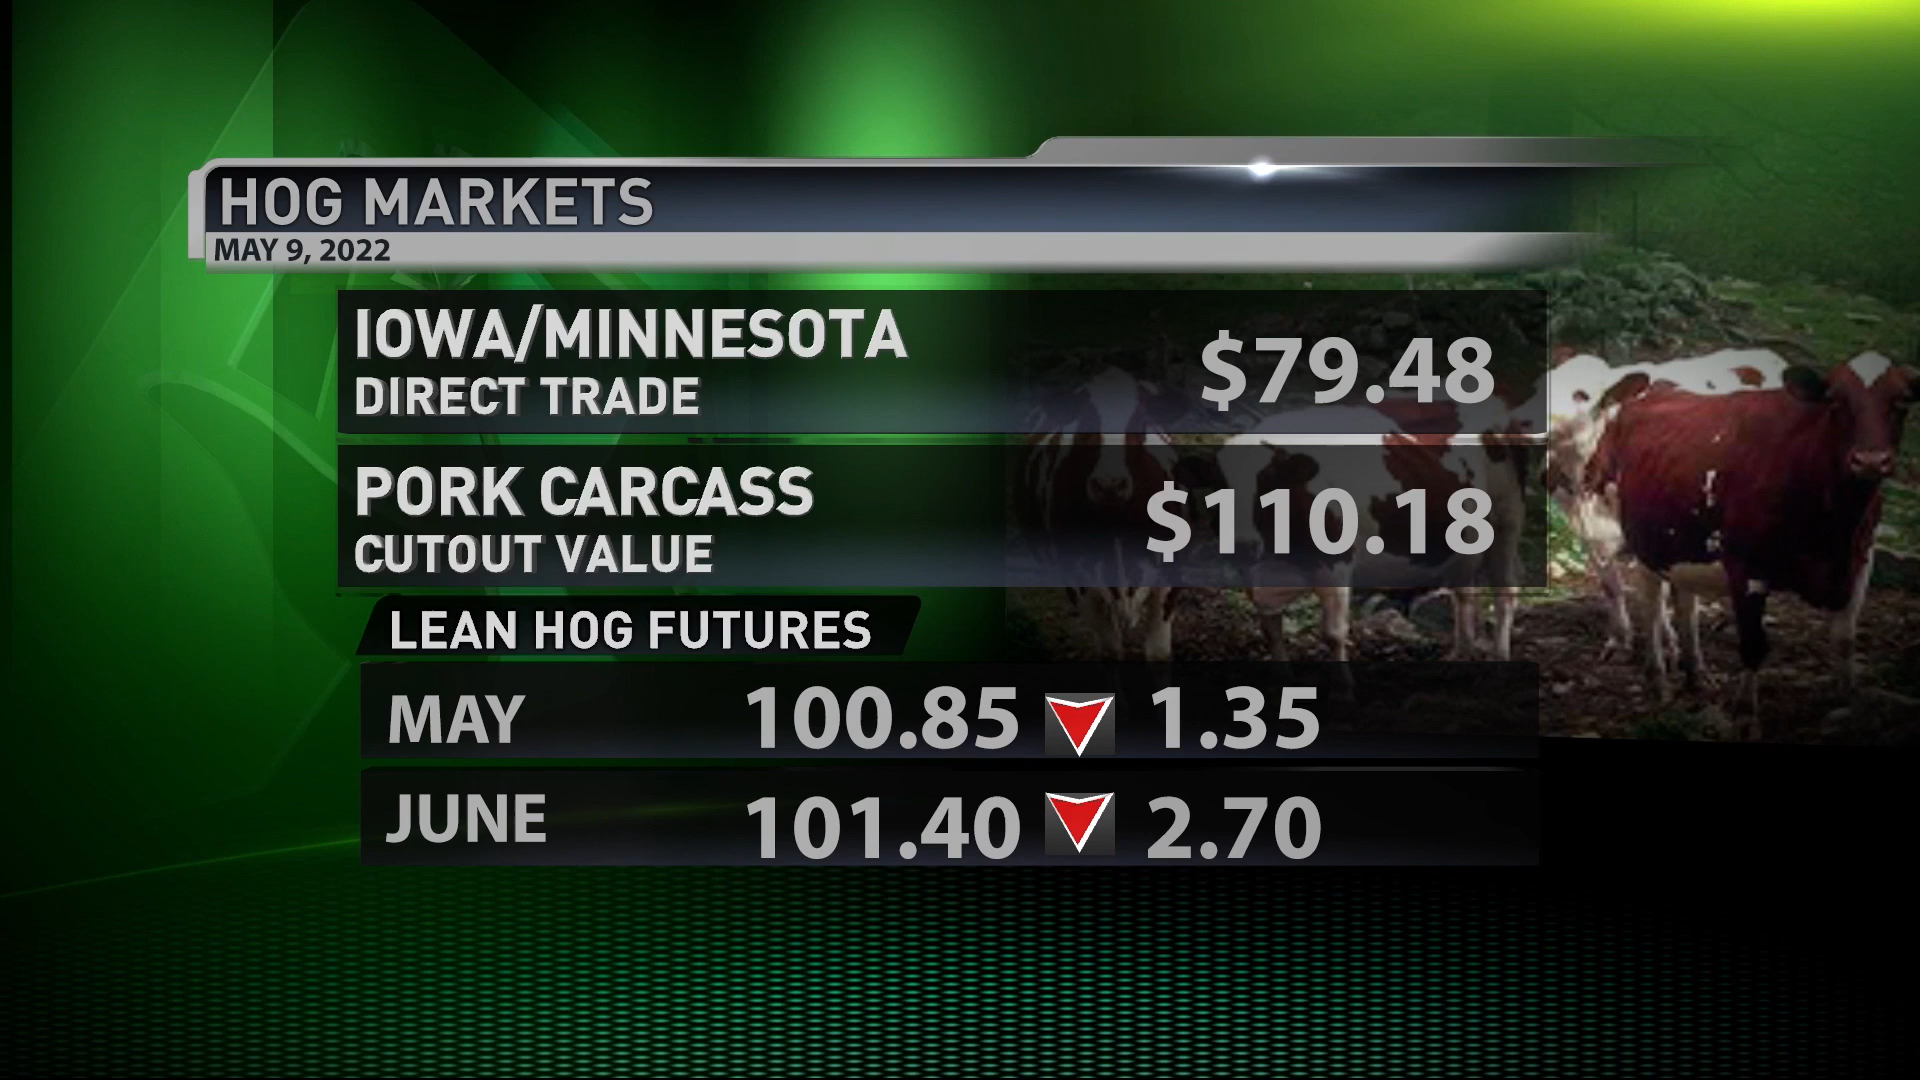 HOG MARKETS
MAY 9, 2022
IOWA/MINNESOTA
DIRECT TRADE
$79.48
PORK CARCASS
CUTOUT VALUE
$110.18
LEAN HOG FUTURES
MAY 100.85 1.35
JUNE 101.40 2.70